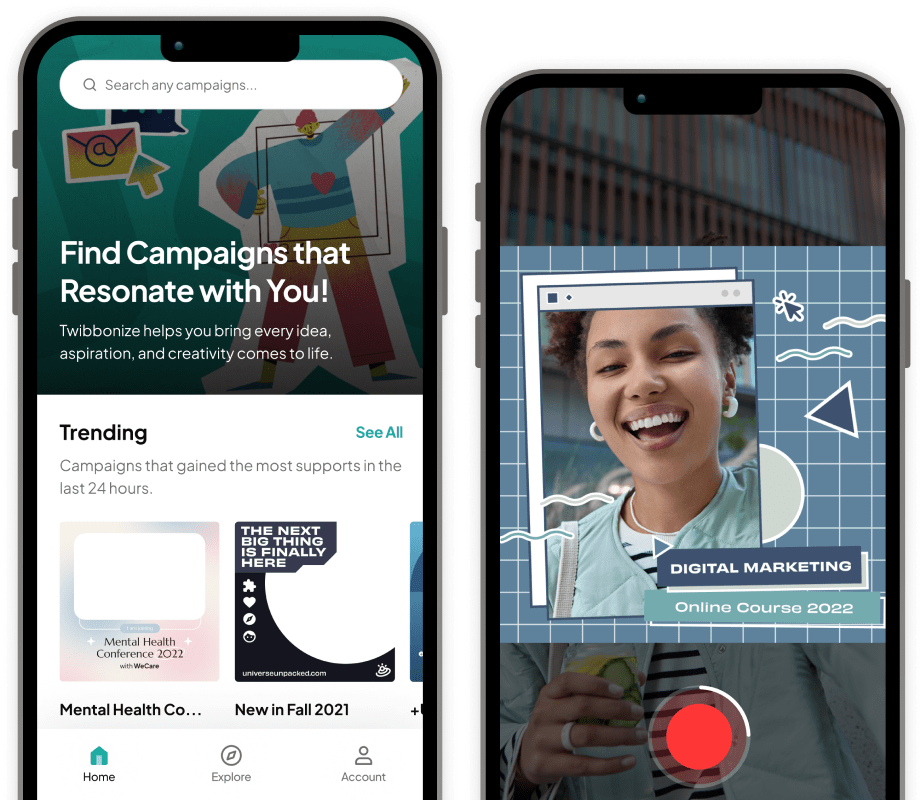 Search any campaigns...
Find Campaigns that
Resonate with You!
Twibbonize helps you bring every idea,
aspiration, and creativity comes to life.
Trending
See All
Campaigns that gained the most supports in the
last 24 hours.
Mental Health
Conference 2022
with WeCare
THE NEXT
BIG THING
IS FINALLY
HERE
universeunpacked.com
Mental Health Co...
New in Fall 2021
Home
Explore
Account
DIGITAL MARKETING
Online Course 2022